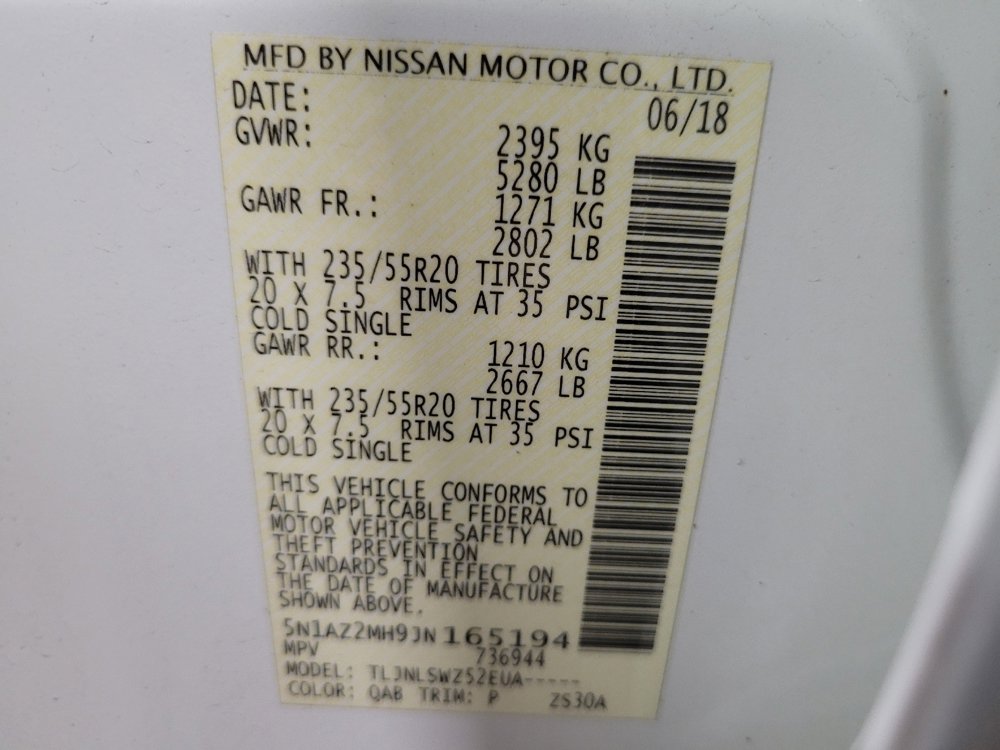 MFD BY NISSAN MOTOR CO., LTD.
DATE: 06/18
GVWR: 2395 KG
5280 LB
GAWR FR.: 1271 KG
2802 LB
WITH 235/55R20 TIRES
20 X 7.5 RIMS AT 35 PSI
COLD SINGLE
GAWR RR.: 1210 KG
2667 LB
WITH 235/55R20 TIRES
20 X 7.5 RIMS AT 35 PSI
COLD SINGLE
THIS VEHICLE CONFORMS TO
ALL APPLICABLE FEDERAL
MOTOR VEHICLE SAFETY AND
THEFT PREVENTION
STANDARDS IN EFFECT ON
THE DATE OF MANUFACTURE
SHOWN ABOVE.
5N1AZ2MH9JN 165194
MPV 736944
MODEL: TLJNLSWZ52EUA-----
COLOR: QAB TRIM: P ZS30A